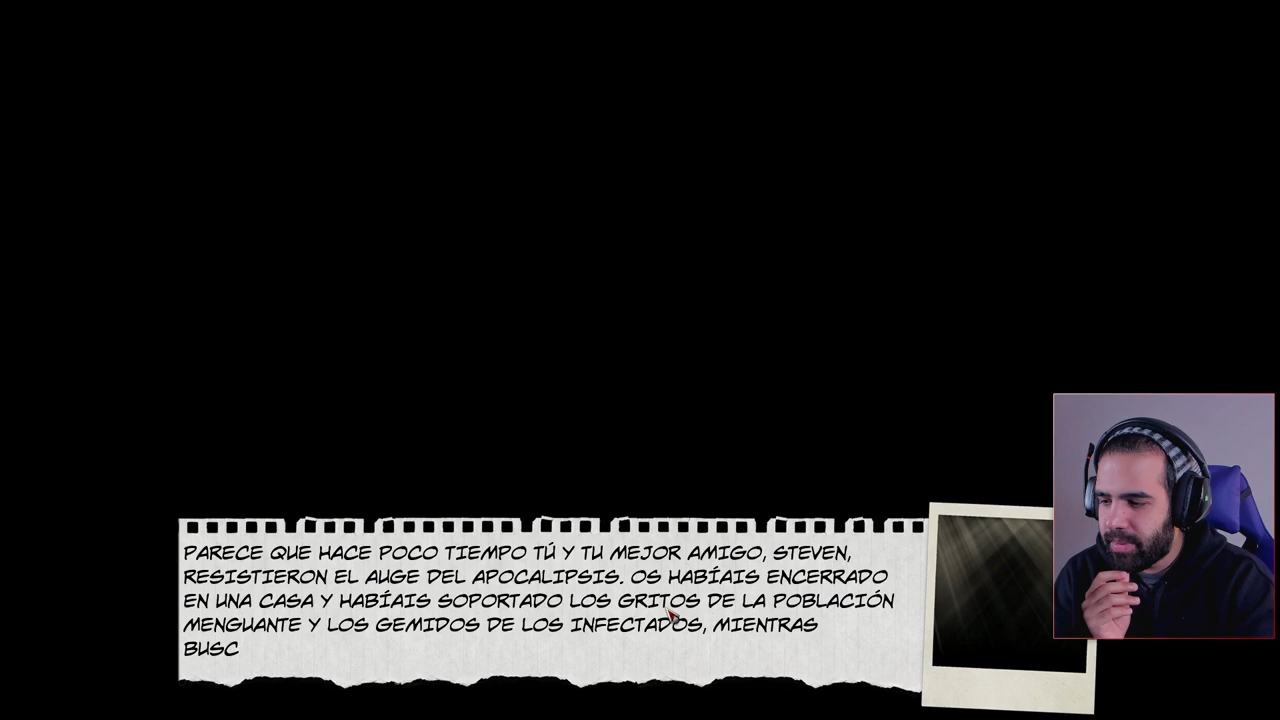 PARECE QUE HACE POCO TIEMPO TÚ Y TU MEJOR AMIGO, STEVEN,
RESISTIERON EL AUGE DEL APOCALIPSIS. OS HABÍAIS ENCERRADO
EN UNA CASA Y HABÍAIS SOPORTADO LOS GRITOS DE LA POBLACIÓN
MENGUANTE Y LOS GEMIDOS DE LOS INFECTADOS, MIENTRAS
BUSC